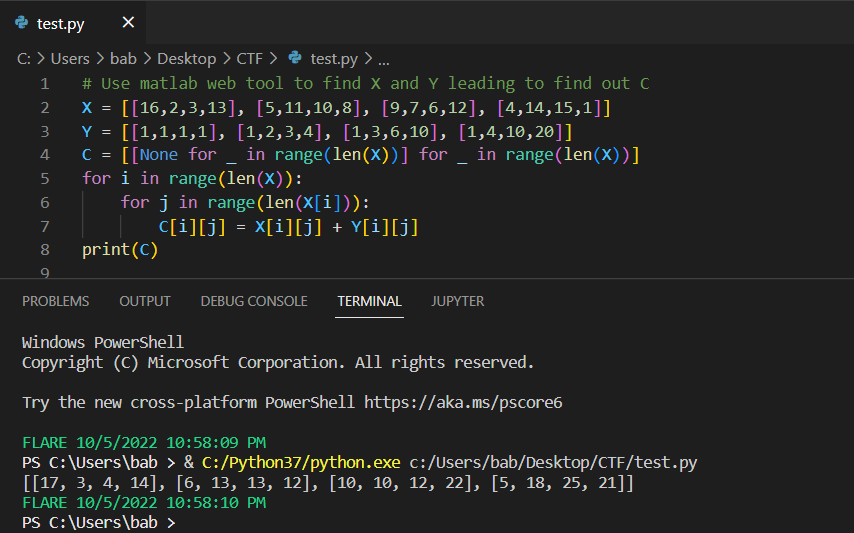 test.py ×
C: > Users > bab > Desktop > CTF > test.py > ...
1 # Use matlab web tool to find X and Y leading to find out C
2 X = [[16,2,3,13], [5,11,10,8], [9,7,6,12], [4,14,15,1]]
3 Y = [[1,1,1,1], [1,2,3,4], [1,3,6,10], [1,4,10,20]]
4 C = [[None for _ in range(len(X))] for _ in range(len(X))]
5 for i in range(len(X)):
6     for j in range(len(X[i])):
7         C[i][j] = X[i][j] + Y[i][j]
8 print(C)
9
PROBLEMS OUTPUT DEBUG CONSOLE TERMINAL JUPYTER
Windows PowerShell
Copyright (C) Microsoft Corporation. All rights reserved.
Try the new cross-platform PowerShell https://aka.ms/pscore6
FLARE 10/5/2022 10:58:09 PM
PS C:\Users\bab > & C:/Python37/python.exe c:/Users/bab/Desktop/CTF/test.py
[[17, 3, 4, 14], [6, 13, 13, 12], [10, 10, 12, 22], [5, 18, 25, 21]]
FLARE 10/5/2022 10:58:10 PM
PS C:\Users\bab >